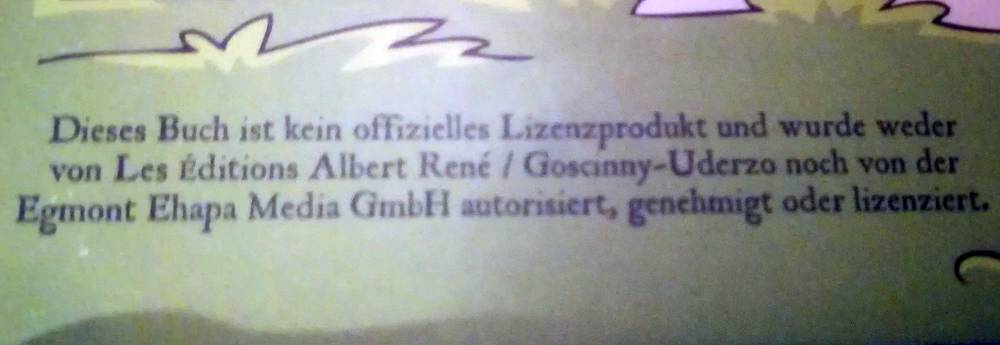 Dieses Buch ist kein offizielles Lizenzprodukt und wurde weder
von Les Éditions Albert René / Goscinny-Uderzo noch von der
Egmont Ehapa Media GmbH autorisiert, genehmigt oder lizenziert.